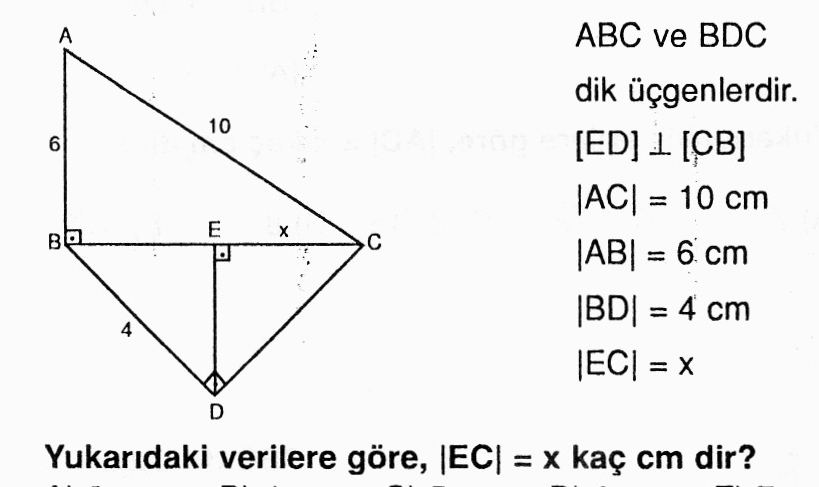 A
10
6
B
E
x
C
4
D
ABC ve BDC
dik üçgenlerdir.
[ED] ⊥ [CB]
|AC| = 10 cm
|AB| = 6 cm
|BD| = 4 cm
|EC| = x
Yukarıdaki verilere göre, |EC| = x kaç cm dir?